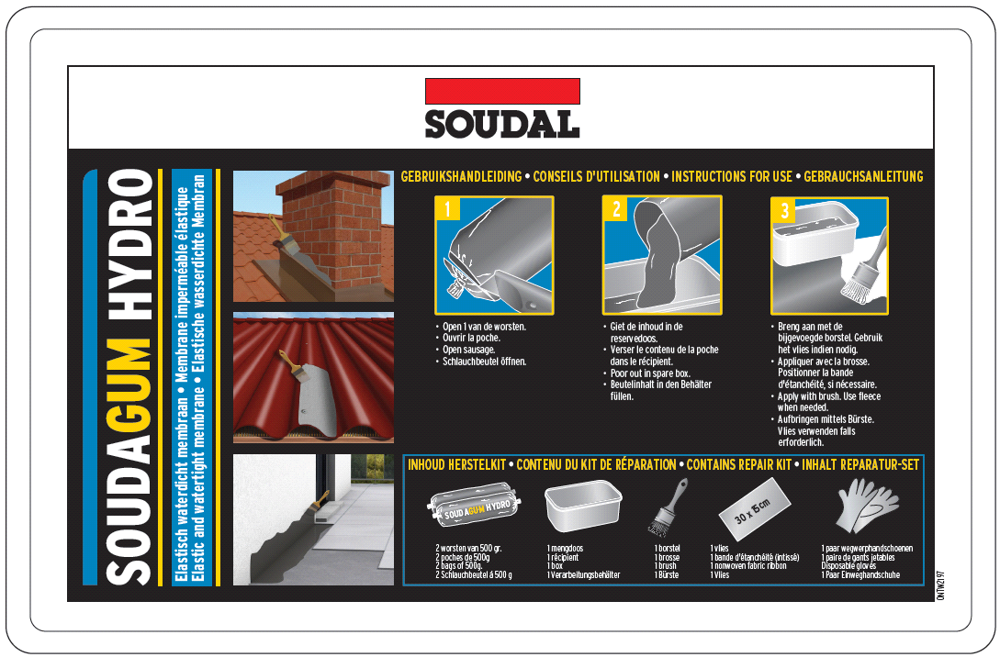 SOUDAL
SOUDAGUM HYDRO
Elastisch waterdicht membraan • Membrane imperméable élastique
Elastic and watertight membrane • Elastische wasserdichte Membran
GEBRUIKSHANDLEIDING • CONSEILS D'UTILISATION • INSTRUCTIONS FOR USE • GEBRAUCHSANLEITUNG
1
• Open 1 van de worsten.
• Ouvrir la poche.
• Open sausage.
• Schlauchbeutel öffnen.
2
• Giet de inhoud in de
reservedoos.
• Verser le contenu de la poche
dans le récipient.
• Poor out in spare box.
• Beutelinhalt in den Behälter
füllen.
3
• Breng aan met de
bijgevoegde borstel. Gebruik
het vlies indien nodig.
• Appliquer avec la brosse.
Positionner la bande
d'étanchéité, si nécessaire.
• Apply with brush. Use fleece
when needed.
• Aufbringen mittels Bürste.
Vlies verwenden falls
erforderlich.
INHOUD HERSTELKIT • CONTENU DU KIT DE RÉPARATION • CONTAINS REPAIR KIT • INHALT REPARATUR-SET
SOUDAGUM HYDRO
2 worsten van 500 gr.
2 poches de 500g
2 bags of 500g.
2 Schlauchbeutel á 500 g
1 mengdoos
1 récipient
1 box
1 Verarbeitungsbehälter
1 borstel
1 brosse
1 brush
1 Bürste
30 x 15cm
1 vlies
1 bande d'étanchéité (intissé)
1 nonwoven fabric ribbon
1 Vlies
1 paar wegwerphandschoenen
1 paire de gants jetables
Disposable gloves
1 Paar Einweghandschuhe
ONTW2197